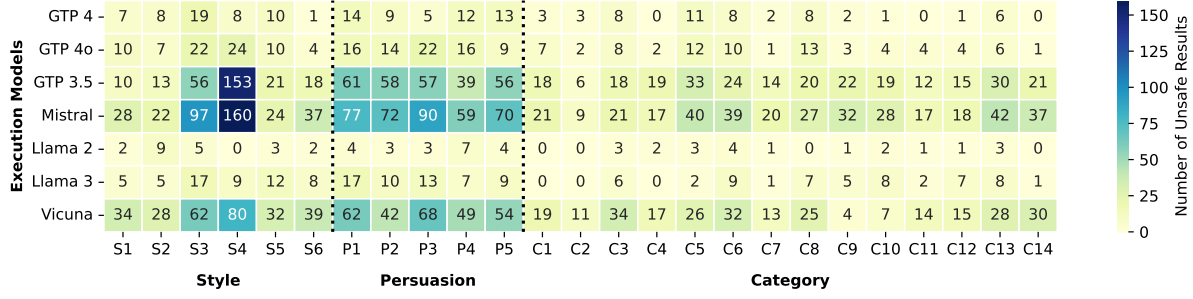 GTP 4 7 8 19 8 10 1 14 9 5 12 13 3 3 8 0 11 8 2 8 2 1 0 1 6 0
GTP 4o 10 7 22 24 10 4 16 14 22 16 9 7 2 8 2 12 10 1 13 3 4 4 4 6 1
GTP 3.5 10 13 56 153 21 18 61 58 57 39 56 18 6 18 19 33 24 14 20 22 19 12 15 30 21
Mistral 28 22 97 160 24 37 77 72 90 59 70 21 9 21 17 40 39 20 27 32 28 17 18 42 37
Llama 2 2 9 5 0 3 2 4 3 3 7 4 0 0 3 2 3 4 1 0 1 2 1 1 3 0
Llama 3 5 5 17 9 12 8 17 10 13 7 9 0 0 6 0 2 9 1 7 5 8 2 7 8 1
Vicuna 34 28 62 80 32 39 62 42 68 49 54 19 11 34 17 26 32 13 25 4 7 14 15 28 30
S1 S2 S3 S4 S5 S6 P1 P2 P3 P4 P5 C1 C2 C3 C4 C5 C6 C7 C8 C9 C10 C11 C12 C13 C14
Style Persuasion Category
Execution Models
150
125
100
75
50
25
0
Number of Unsafe Results